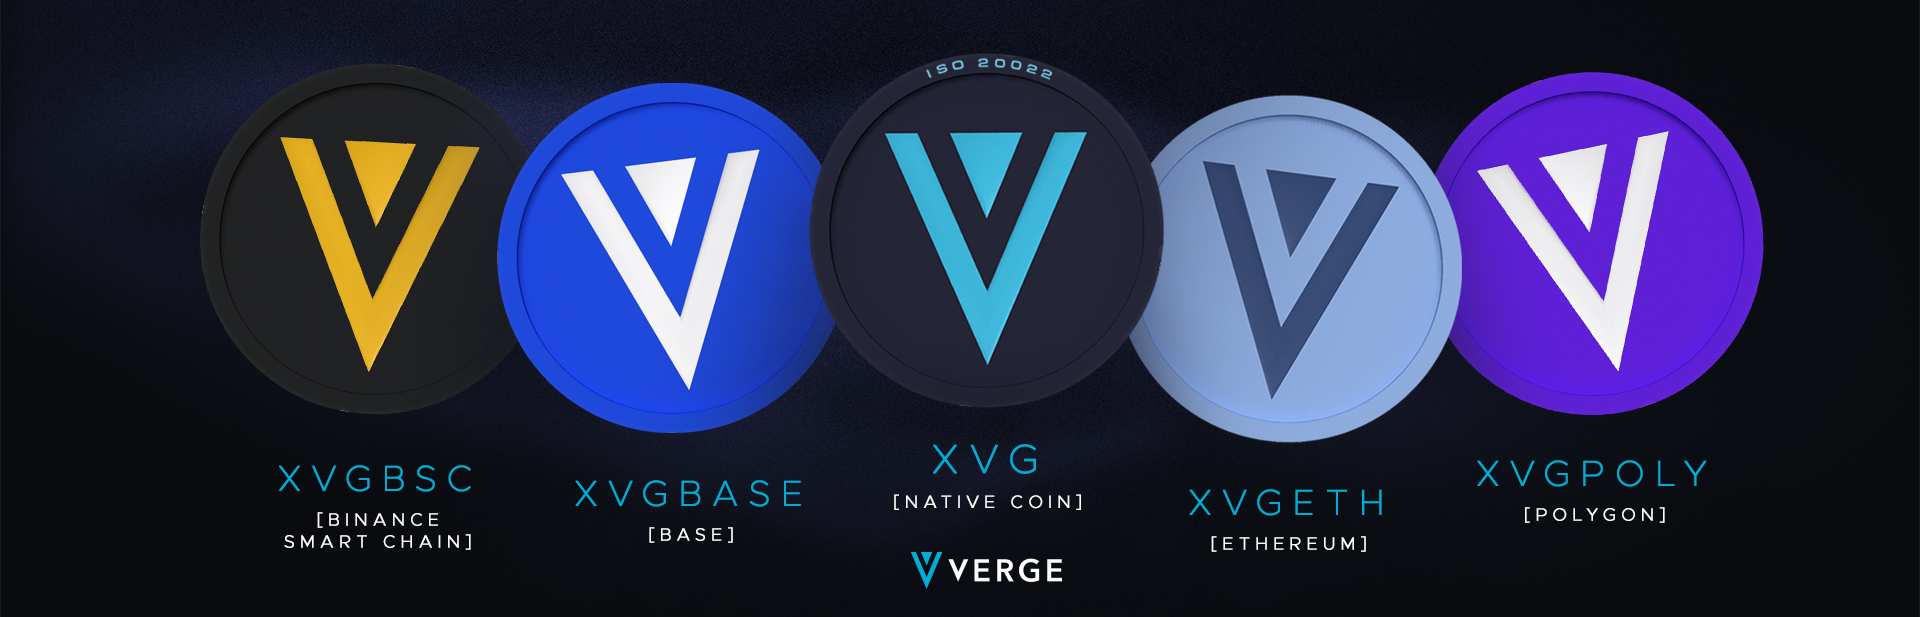 ISO 20022
XVGBSC
[BINANCE
SMART CHAIN]
XVGBASE
[BASE]
XVG
[NATIVE COIN]
XVGETH
[ETHEREUM]
XVGPOLY
[POLYGON]
VERGE